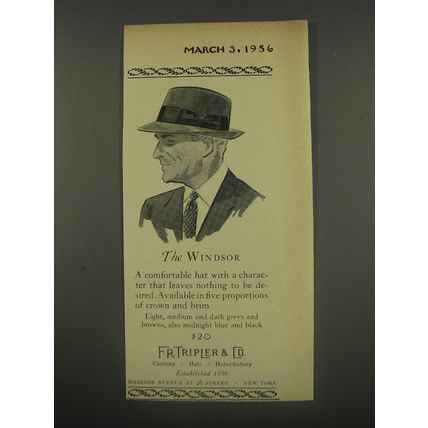 MARCH 3, 1956
The WINDSOR
A comfortable hat with a charac-
ter that leaves nothing to be de-
sired. Available in five proportions
of crown and brim
Light, medium and dark greys and
browns, also midnight blue and black
$20
F.R. TRIPLER & CO.
Clothing · Hats · Haberdashery
Established 1886
MADISON AVENUE AT 46 STREET · NEW YORK